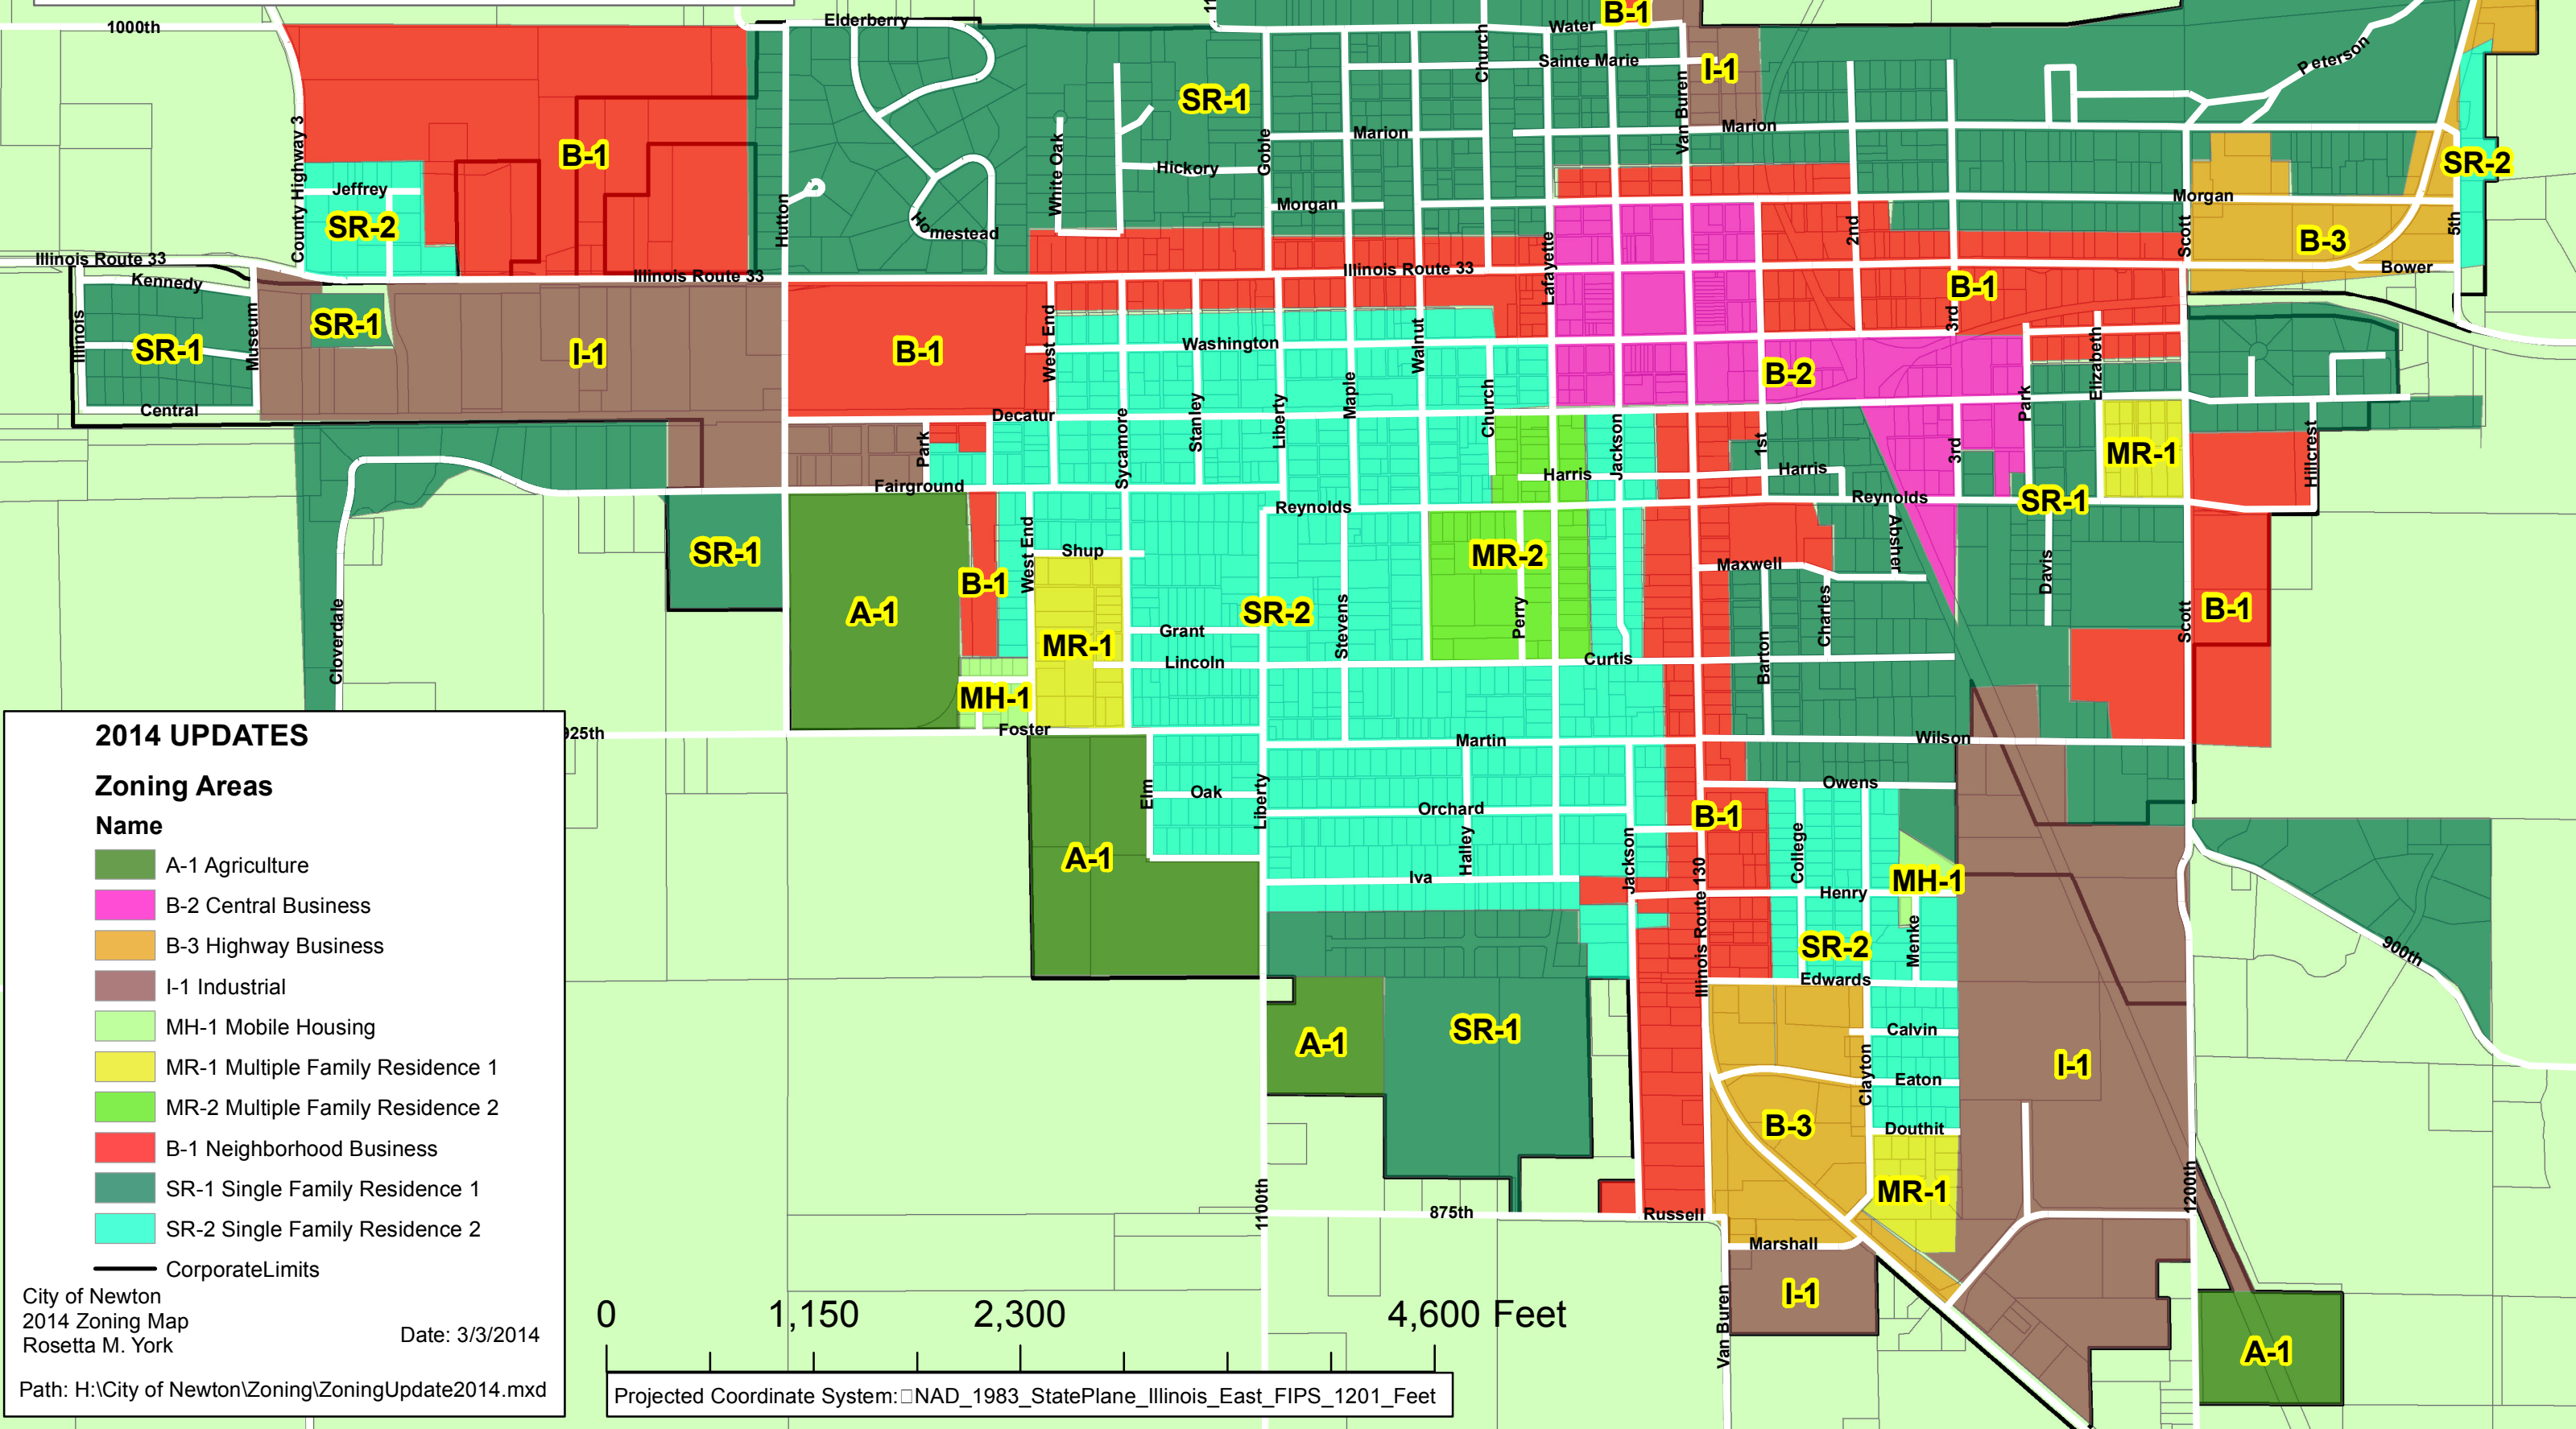 Elderberry
1000th
Water
B-1
Church
Sainte Marie
I-1
Peterson
SR-1
Van Buren
Marion
Marion
Goble
County Highway 3
B-1
White Oak
Hickory
SR-2
Jeffrey
SR-2
Hutton
Homestead
Morgan
Morgan
2nd
Scott
5th
B-3
Illinois Route 33
Illinois Route 33
Illinois Route 33
Lafayette
Bower
Kennedy
B-1
Illinois
SR-1
Museum
SR-1
I-1
B-1
West End
Washington
Walnut
3rd
Elizabeth
B-2
Central
Decatur
Sycamore
Stanley
Liberty
Maple
Church
Jackson
1st
Park
Park
3rd
MR-1
Hillcrest
Harris
Harris
Fairground
Reynolds
Reynolds
SR-1
SR-1
West End
Shup
MR-2
Maxwell
Absher
Davis
A-1
B-1
SR-2
Stevens
Perry
Charles
Scott
B-1
Cloverdale
MR-1
Grant
Lincoln
Curtis
Barton
MH-1
Foster
925th
Martin
Wilson
Elm
Oak
Liberty
Owens
Orchard
B-1
Halley
Jackson
College
A-1
Iva
Illinois Route 130
Henry
MH-1
SR-2
Menke
900th
Edwards
A-1
SR-1
Calvin
Clayton
Eaton
I-1
B-3
Douthit
MR-1
1100th
875th
Russell
1200th
Marshall
I-1
Van Buren
A-1
2014 UPDATES
Zoning Areas
Name
A-1 Agriculture
B-2 Central Business
B-3 Highway Business
I-1 Industrial
MH-1 Mobile Housing
MR-1 Multiple Family Residence 1
MR-2 Multiple Family Residence 2
B-1 Neighborhood Business
SR-1 Single Family Residence 1
SR-2 Single Family Residence 2
CorporateLimits
City of Newton
2014 Zoning Map
Rosetta M. York
Date: 3/3/2014
Path: H:\City of Newton\Zoning\ZoningUpdate2014.mxd
0 1,150 2,300 4,600 Feet
Projected Coordinate System:□NAD_1983_StatePlane_Illinois_East_FIPS_1201_Feet